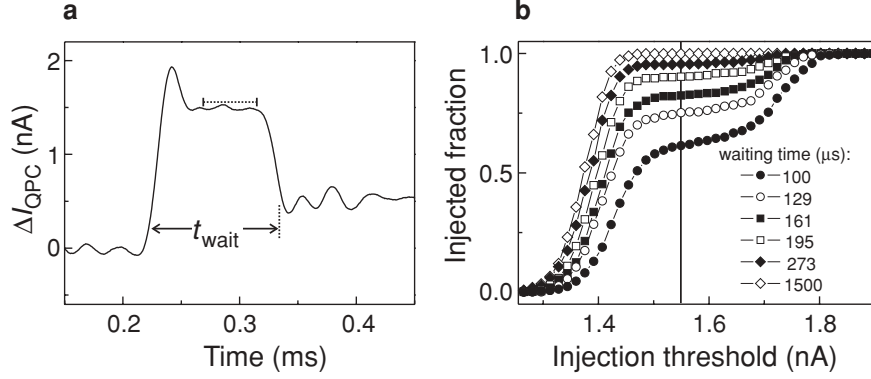 a
ΔI_QPC (nA)
2
1
0
t_wait
0.2
0.3
0.4
Time (ms)
b
Injected fraction
1.0
0.5
0.0
waiting time (μs):
100
129
161
195
273
1500
1.4
1.6
1.8
Injection threshold (nA)